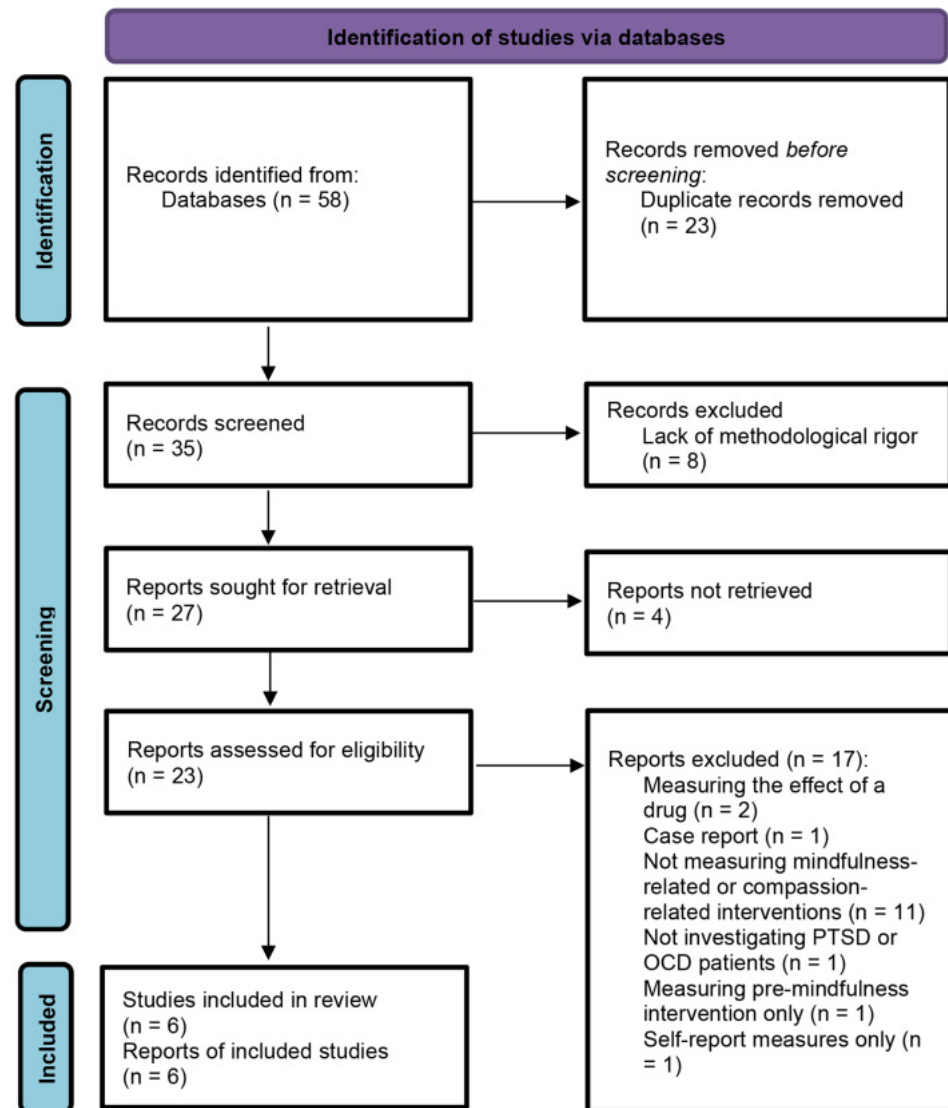 Identification of studies via databases
Identification
Records identified from:
Databases (n = 58)
Records removed before
screening:
Duplicate records removed
(n = 23)
Screening
Records screened
(n = 35)
Records excluded
Lack of methodological rigor
(n = 8)
Reports sought for retrieval
(n = 27)
Reports not retrieved
(n = 4)
Reports assessed for eligibility
(n = 23)
Reports excluded (n = 17):
Measuring the effect of a
drug (n = 2)
Case report (n = 1)
Not measuring mindfulness-
related or compassion-
related interventions (n = 11)
Not investigating PTSD or
OCD patients (n = 1)
Measuring pre-mindfulness
intervention only (n = 1)
Self-report measures only (n
= 1)
Included
Studies included in review
(n = 6)
Reports of included studies
(n = 6)